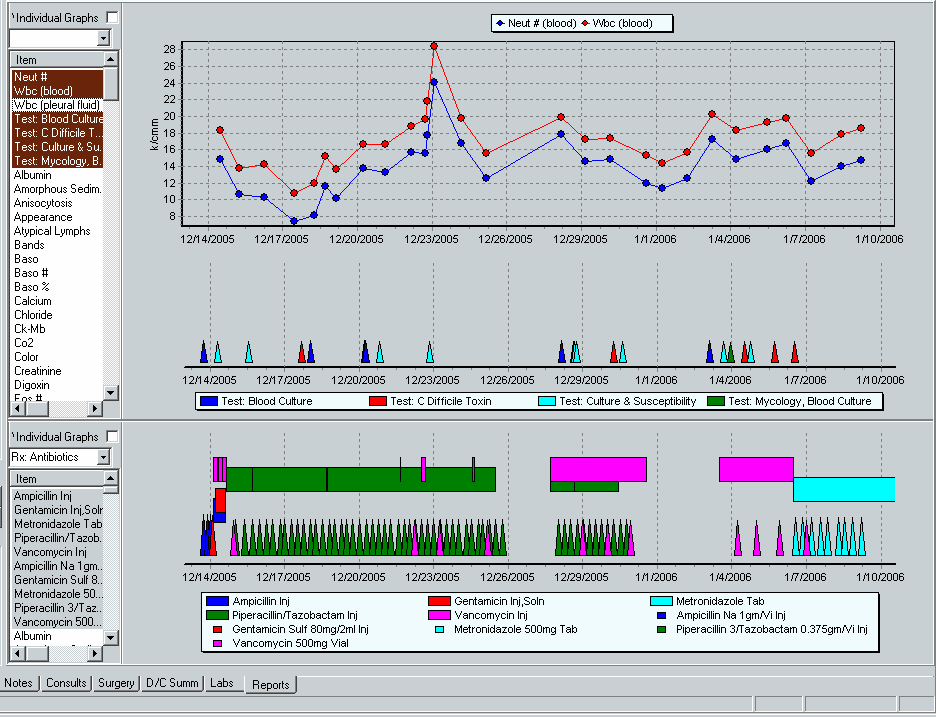 Individual Graphs
Item
Neut #
Wbc (blood)
Wbc (pleural fluid)
Test: Blood Culture
Test: C Difficile T...
Test: Culture & Su.
Test: Mycology, B.
Albumin
Amorphous Sedim.
Anisocytosis
Appearance
Atypical Lymphs
Bands
Baso
Baso #
Baso %
Calcium
Chloride
Ck-Mb
Co2
Color
Creatinine
Digoxin
Eos #
Neut # (blood) Wbc (blood)
k/cmm
28
26
24
22
20
18
16
14
12
10
8
12/14/2005 12/17/2005 12/20/2005 12/23/2005 12/26/2005 12/29/2005 1/1/2006 1/4/2006 1/7/2006 1/10/2006
12/14/2005 12/17/2005 12/20/2005 12/23/2005 12/26/2005 12/29/2005 1/1/2006 1/4/2006 1/7/2006 1/10/2006
Test: Blood Culture Test: C Difficile Toxin Test: Culture & Susceptibility Test: Mycology, Blood Culture
Individual Graphs
Rx: Antibiotics
Item
Ampicillin Inj
Gentamicin Inj,Soln
Metronidazole Tab
Piperacillin/Tazob.
Vancomycin Inj
Ampicillin Na 1gm..
Gentamicin Sulf 8..
Metronidazole 50...
Piperacillin 3/Taz...
Vancomycin 500...
Albumin
12/14/2005 12/17/2005 12/20/2005 12/23/2005 12/26/2005 12/29/2005 1/1/2006 1/4/2006 1/7/2006 1/10/2006
Ampicillin Inj Gentamicin Inj,Soln Metronidazole Tab
Piperacillin/Tazobactam Inj Vancomycin Inj Ampicillin Na 1gm/Vi Inj
Gentamicin Sulf 80mg/2ml Inj Metronidazole 500mg Tab Piperacillin 3/Tazobactam 0.375gm/Vi Inj
Vancomycin 500mg Vial
Notes Consults Surgery D/C Summ Labs Reports